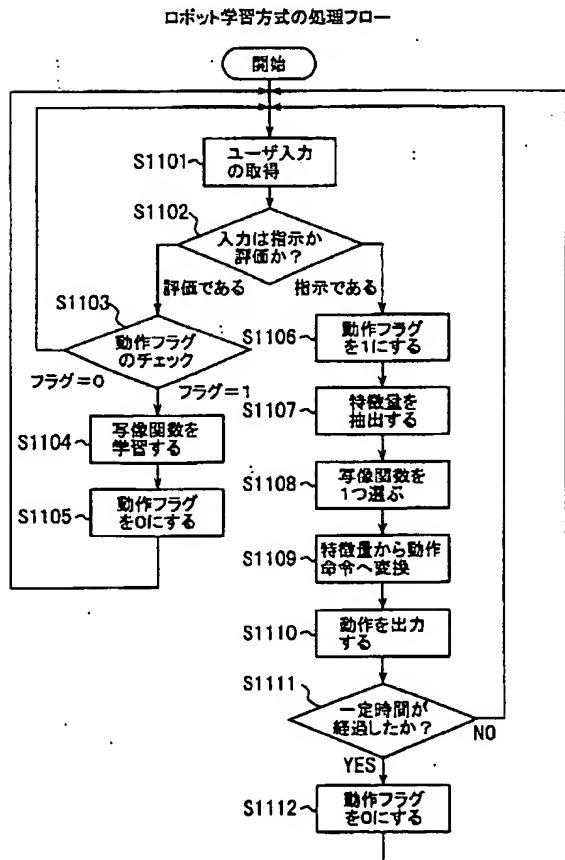 ロボット学習方式の処理フロー
開始
S1101
ユーザ入力
の取得
S1102
入力は指示か
評価か?
評価である
指示である
S1103
動作フラグ
のチェック
フラグ=0
フラグ=1
S1104
写像関数を
学習する
S1105
動作フラグ
を0にする
S1106
動作フラグ
を1にする
S1107
特徴量を
抽出する
S1108
写像関数を
1つ選ぶ
S1109
特徴量から動作
命令へ変換
S1110
動作を出力
する
S1111
一定時間が
経過したか?
NO
YES
S1112
動作フラグ
を0にする